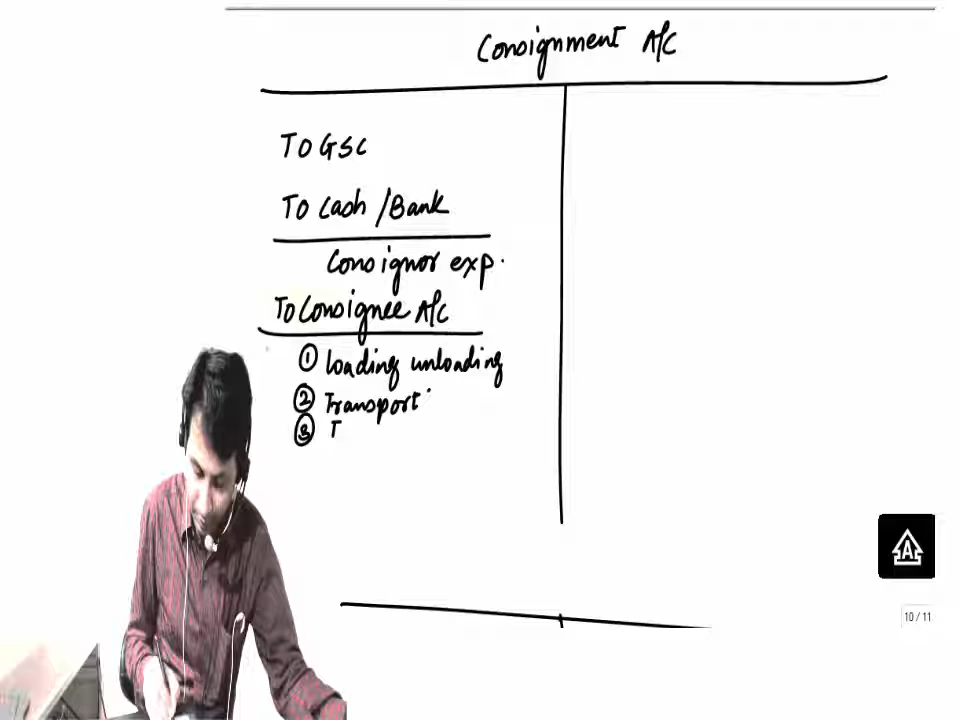 Consignment A/C
To GSC
To Cash / Bank
Consignor exp.
To Consignee A/C
① Loading unloading
② Transport
③ T
A
10 / 11